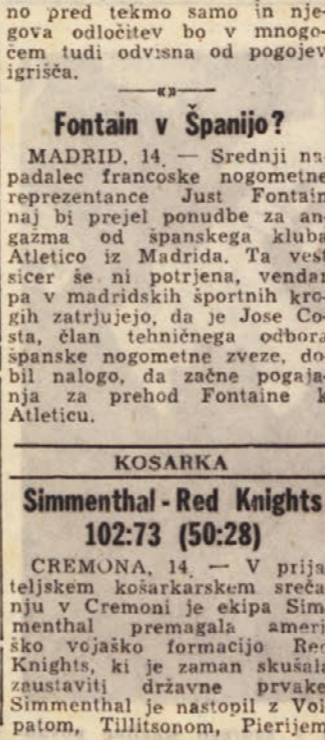 no pred tekmo samo in nje-
gova odločitev bo v mnogo-
čem tudi odvisna od pogojev
igrišča.
—«»—
Fontain v Španijo?
MADRID, 14. — Srednji na-
padalec francoske nogometne
reprezentance Just Fontain
naj bi prejel ponudbe za an-
gažma od španskega kluba
Atletico iz Madrida. Ta vest
sicer še ni potrjena, vendar
pa v madridskih športnih kro-
gih zatrjujejo, da je Jose Co-
sta, član tehničnega odbora
španske nogometne zveze, do-
bil nalogo, da začne pogaja-
nja za prehod Fontaine k
Atleticu.
KOŠARKA
Simmenthal - Red Knights
102:73 (50:28)
CREMONA, 14. — V prija-
teljskem košarkarskem sreča-
nju v Cremoni je ekipa Sim-
menthal premagala ameri-
ško vojaško formacijo Red
Knights, ki je zaman skušala
zaustaviti državne prvake
Simmenthal je nastopil z Vol-
patom, Tillitsonom, Pierijem